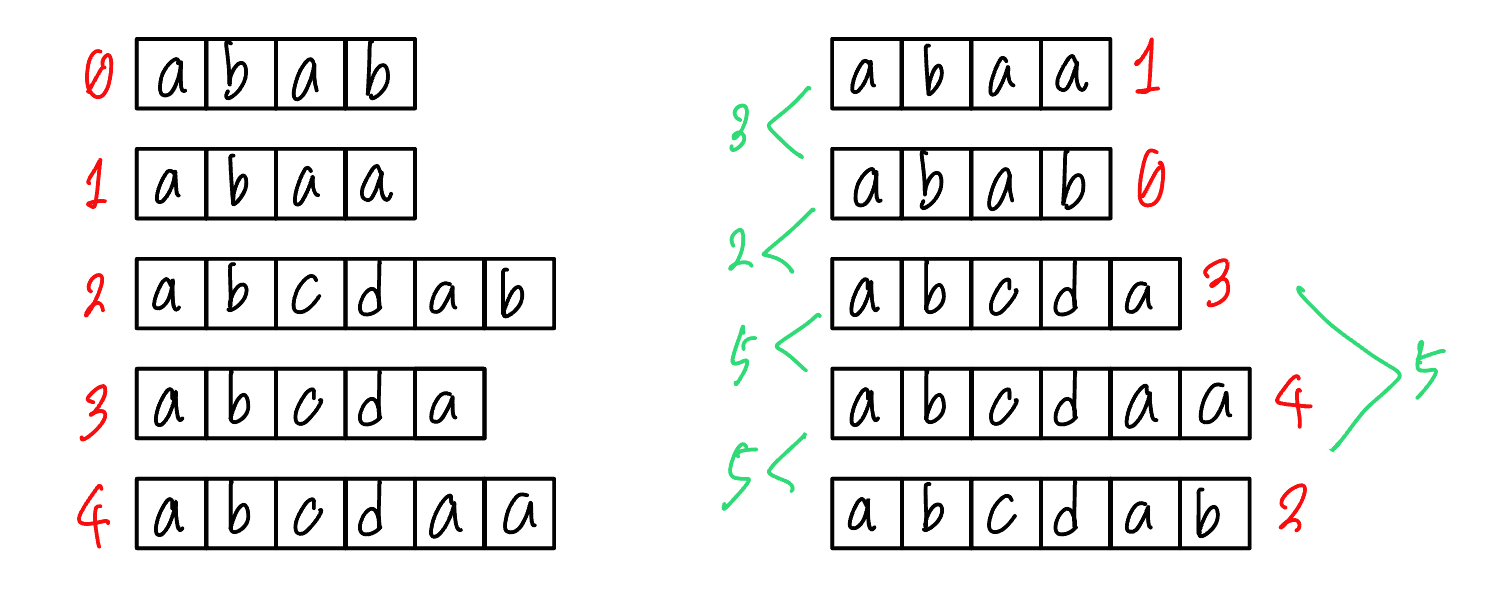 0 a b a b
1 a b a a
2 a b c d a b
3 a b c d a
4 a b c d a a
a b a a 1
3
a b a b 0
2
a b c d a 3
5
a b c d a a 4
5
5
a b c d a b 2